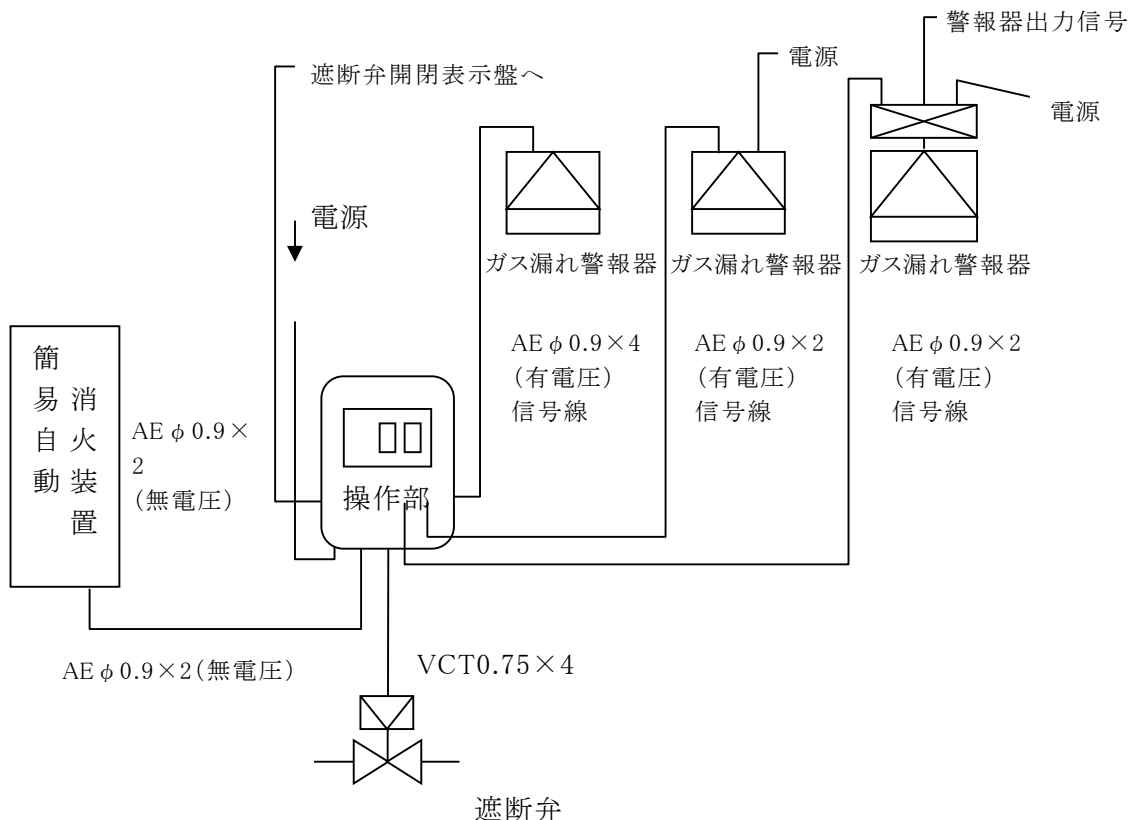 警報器出力信号
電源
遮断弁開閉表示盤へ
電源
電源
ガス漏れ警報器
ガス漏れ警報器
ガス漏れ警報器
AEφ0.9×4
(有電圧)
信号線
AEφ0.9×2
(有電圧)
信号線
AEφ0.9×2
(有電圧)
信号線
簡易自動
消火装置
AEφ0.9×
2
(無電圧)
操作部
AEφ0.9×2(無電圧)
VCT0.75×4
遮断弁